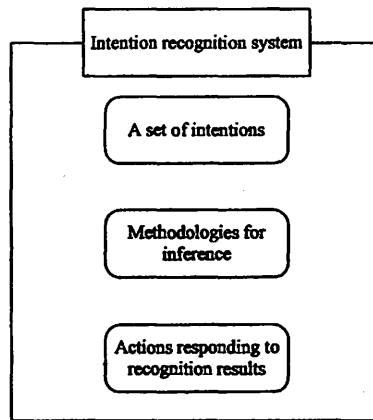 Intention recognition system
A set of intentions
Methodologies for
inference
Actions responding to
recognition results